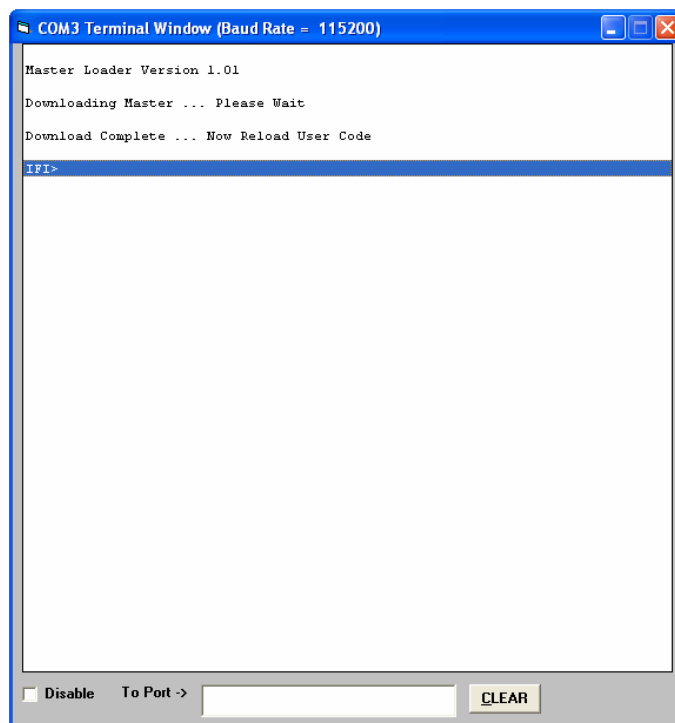 COM3 Terminal Window (Baud Rate = 115200)
Master Loader Version 1.01
Downloading Master ... Please Wait
Download Complete ... Now Reload User Code
IFI>
Disable To Port -> CLEAR